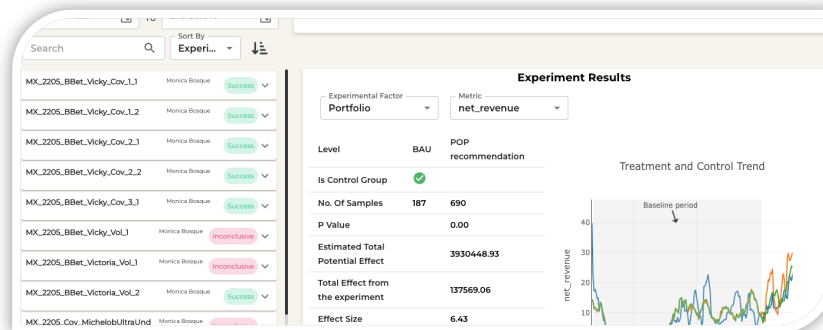 To
Search
Sort By
Experi...
MX_2205_BBet_Vicky_Cov_1_1 Monica Bosque Success
MX_2205_BBet_Vicky_Cov_1_2 Monica Bosque Success
MX_2205_BBet_Vicky_Cov_2_1 Monica Bosque Success
MX_2205_BBet_Vicky_Cov_2_2 Monica Bosque Success
MX_2205_BBet_Vicky_Cov_3_1 Monica Bosque Success
MX_2205_BBet_Vicky_Vol_1 Monica Bosque Inconclusive
MX_2205_BBet_Victoria_Vol_1 Monica Bosque Inconclusive
MX_2205_BBet_Victoria_Vol_2 Monica Bosque Success
MX_2205_Cov_MichelobUltraUnd Monica Bosque
Experiment Results
Experimental Factor
Portfolio
Metric
net_revenue
Level BAU POP
recommendation
Is Control Group
No. Of Samples 187 690
P Value 0.00
Estimated Total
Potential Effect 3930448.93
Total Effect from
the experiment 137569.06
Effect Size 6.43
Treatment and Control Trend
Baseline period
net_revenue
40
30
20
10